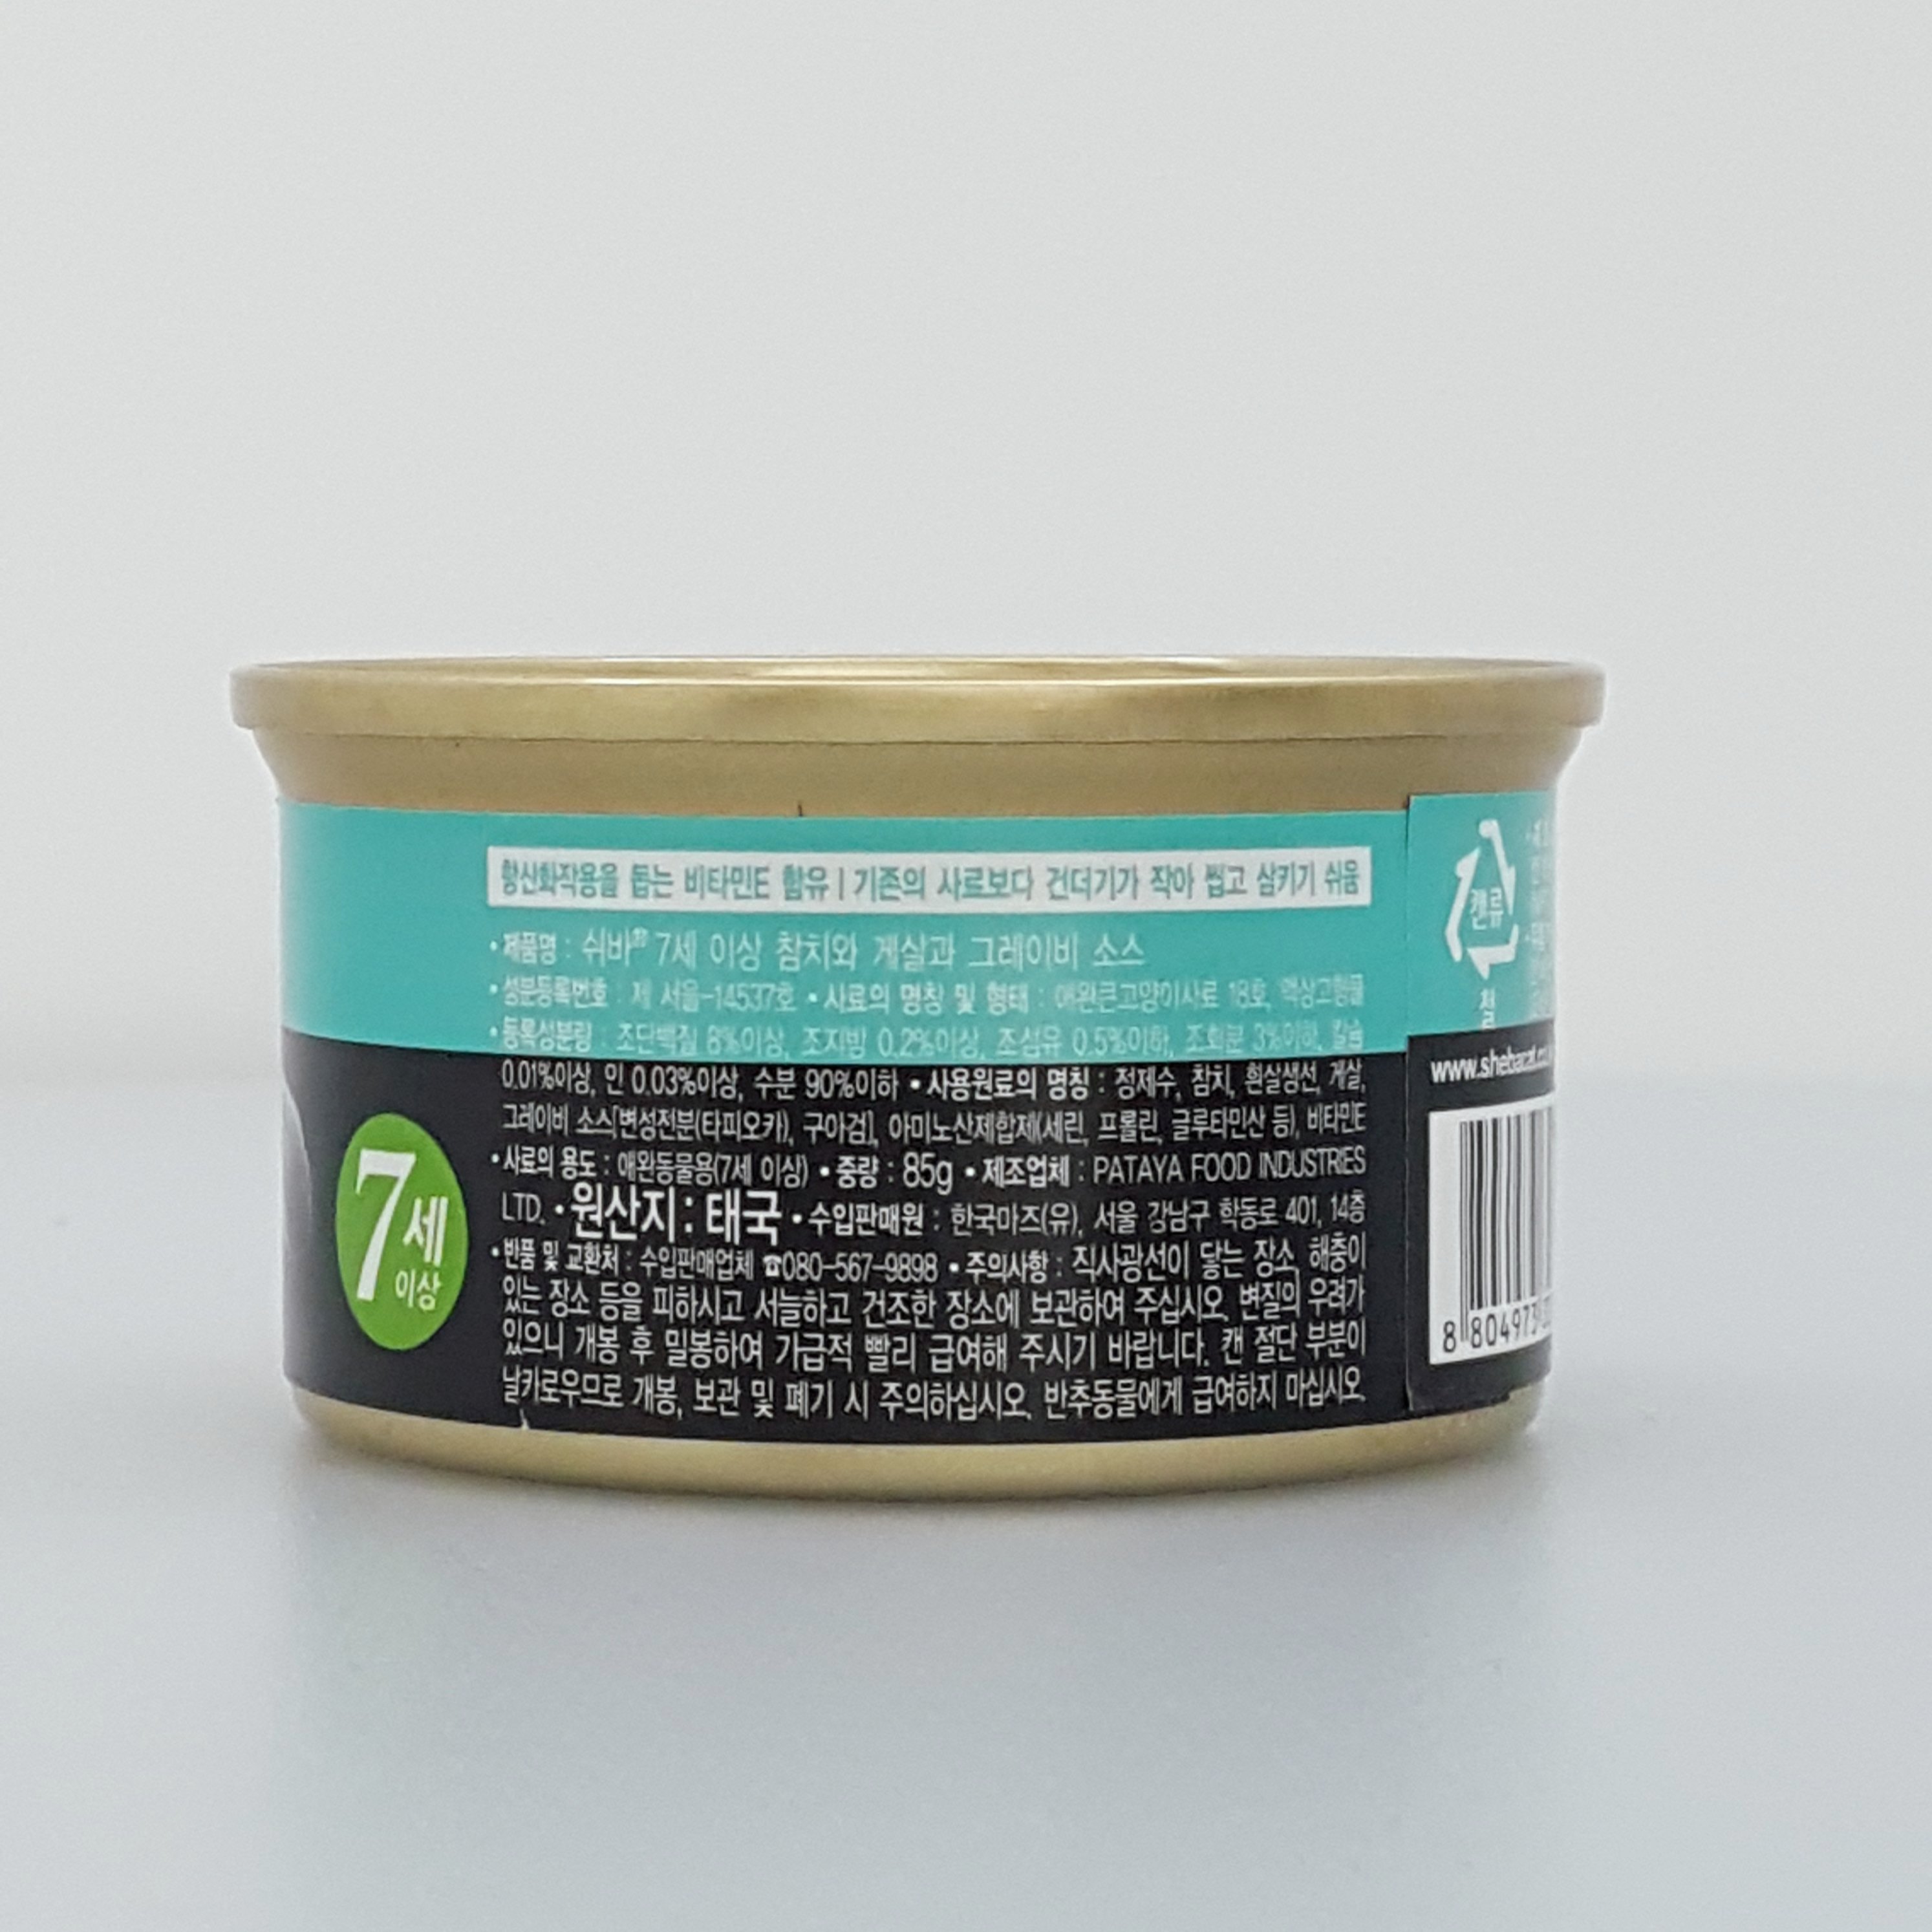 항산화작용을 돕는 비타민E 함유 | 기존의 사료보다 건더기가 작아 씹고 삼키기 쉬움
• 제품명 : 쉬바® 7세 이상 참치와 게살과 그레이비 소스
• 성분등록번호 : 제 서울-14537호 • 사료의 명칭 및 형태 : 애완큰고양이사료 18호, 액상고형물
• 등록성분량 : 조단백질 8%이상, 조지방 0.2%이상, 조섬유 0.5%이하, 조회분 3%이하, 칼슘
0.01%이상, 인 0.03%이상, 수분 90%이하 • 사용원료의 명칭 : 정제수, 참치, 흰살생선, 게살,
그레이비 소스[변성전분(타피오카), 구아검], 아미노산제합제(세린, 프롤린, 글루타민산 등), 비타민E
• 사료의 용도 : 애완동물용(7세 이상) • 중량 : 85g • 제조업체 : PATAYA FOOD INDUSTRIES
LTD. • 원산지 : 태국 • 수입판매원 : 한국마즈(유), 서울 강남구 학동로 401, 14층
• 반품 및 교환처 : 수입판매업체 ☎080-567-9898 • 주의사항 : 직사광선이 닿는 장소, 해충이
있는 장소 등을 피하시고 서늘하고 건조한 장소에 보관하여 주십시오. 변질의 우려가
있으니 개봉 후 밀봉하여 가급적 빨리 급여해 주시기 바랍니다. 캔 절단 부분이
날카로우므로 개봉, 보관 및 폐기 시 주의하십시오. 반추동물에게 급여하지 마십시오.
7세
이상
캔류
철
www.shebacat.co
8 804973